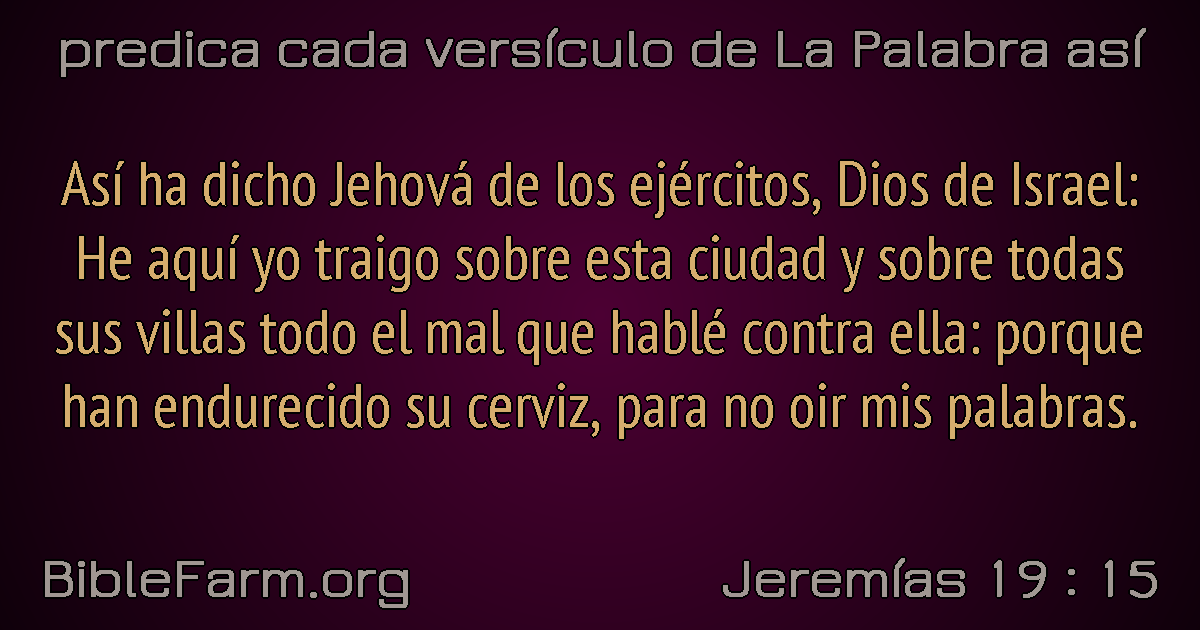 predica cada versículo de La Palabra así
Así ha dicho Jehová de los ejércitos, Dios de Israel:
He aquí yo traigo sobre esta ciudad y sobre todas
sus villas todo el mal que hablé contra ella: porque
han endurecido su cerviz, para no oir mis palabras.
BibleFarm.org
Jeremías 19 : 15